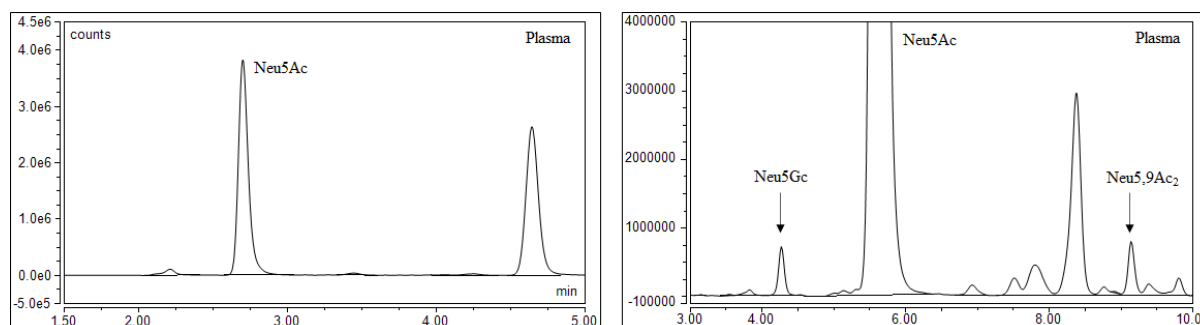 4.5e6
counts
Plasma
4.0e6
Neu5Ac
3.0e6
2.0e6
1.0e6
0.0e0
min
-5.0e5
1.50
2.00
3.00
4.00
5.00
4000000
Neu5Ac
Plasma
3000000
2000000
Neu5Gc
Neu5,9Ac₂
1000000
-100000
3.00
4.00
6.00
8.00
10.0